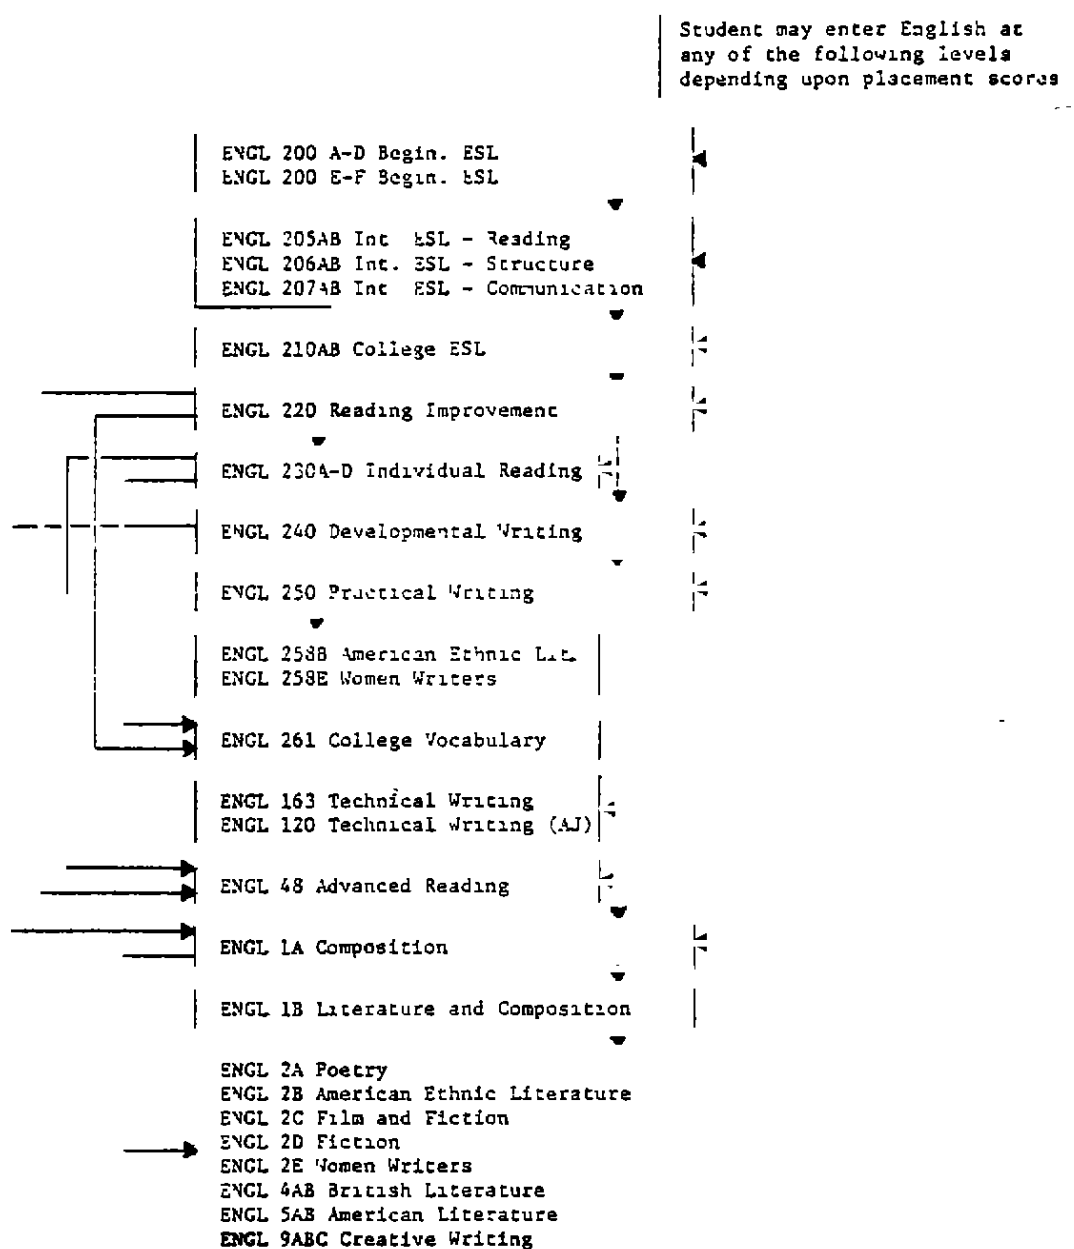 Student may enter English at
any of the following levels
depending upon placement scores
ENGL 200 A-D Begin. ESL
ENGL 200 E-F Begin. ESL
ENGL 205AB Int ESL - Reading
ENGL 206AB Int. ESL - Structure
ENGL 207AB Int ESL - Communication
ENGL 210AB College ESL
ENGL 220 Reading Improvement
ENGL 230A-D Individual Reading
ENGL 240 Developmental Writing
ENGL 250 Practical Writing
ENGL 258B American Ethnic Lit.
ENGL 258E Women Writers
ENGL 261 College Vocabulary
ENGL 163 Technical Writing
ENGL 120 Technical Writing (AJ)
ENGL 48 Advanced Reading
ENGL 1A Composition
ENGL 1B Literature and Composition
ENGL 2A Poetry
ENGL 2B American Ethnic Literature
ENGL 2C Film and Fiction
ENGL 2D Fiction
ENGL 2E Women Writers
ENGL 4AB British Literature
ENGL 5AB American Literature
ENGL 9ABC Creative Writing